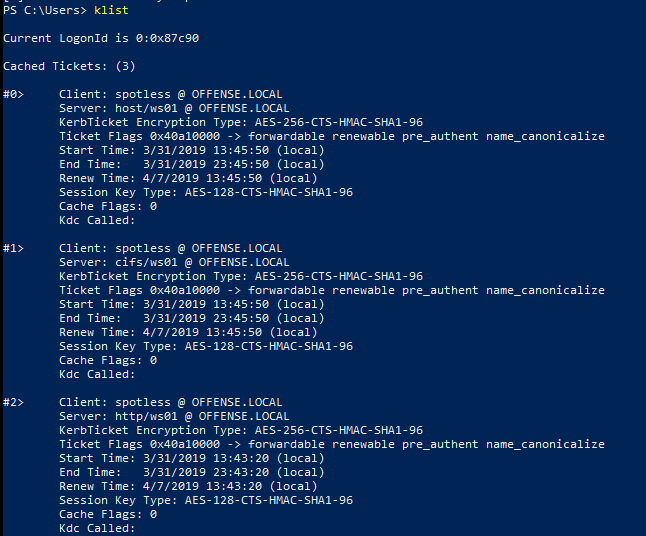 PS C:\Users> klist
Current LogonId is 0:0x87c90
Cached Tickets: (3)
#0> Client: spotless @ OFFENSE.LOCAL
Server: host/ws01 @ OFFENSE.LOCAL
KerbTicket Encryption Type: AES-256-CTS-HMAC-SHA1-96
Ticket Flags 0x40a10000 -> forwardable renewable pre_authent name_canonicalize
Start Time: 3/31/2019 13:45:50 (local)
End Time: 3/31/2019 23:45:50 (local)
Renew Time: 4/7/2019 13:45:50 (local)
Session Key Type: AES-128-CTS-HMAC-SHA1-96
Cache Flags: 0
Kdc Called:
#1> Client: spotless @ OFFENSE.LOCAL
Server: cifs/ws01 @ OFFENSE.LOCAL
KerbTicket Encryption Type: AES-256-CTS-HMAC-SHA1-96
Ticket Flags 0x40a10000 -> forwardable renewable pre_authent name_canonicalize
Start Time: 3/31/2019 13:45:50 (local)
End Time: 3/31/2019 23:45:50 (local)
Renew Time: 4/7/2019 13:45:50 (local)
Session Key Type: AES-128-CTS-HMAC-SHA1-96
Cache Flags: 0
Kdc Called:
#2> Client: spotless @ OFFENSE.LOCAL
Server: http/ws01 @ OFFENSE.LOCAL
KerbTicket Encryption Type: AES-256-CTS-HMAC-SHA1-96
Ticket Flags 0x40a10000 -> forwardable renewable pre_authent name_canonicalize
Start Time: 3/31/2019 13:43:20 (local)
End Time: 3/31/2019 23:43:20 (local)
Renew Time: 4/7/2019 13:43:20 (local)
Session Key Type: AES-128-CTS-HMAC-SHA1-96
Cache Flags: 0
Kdc Called: